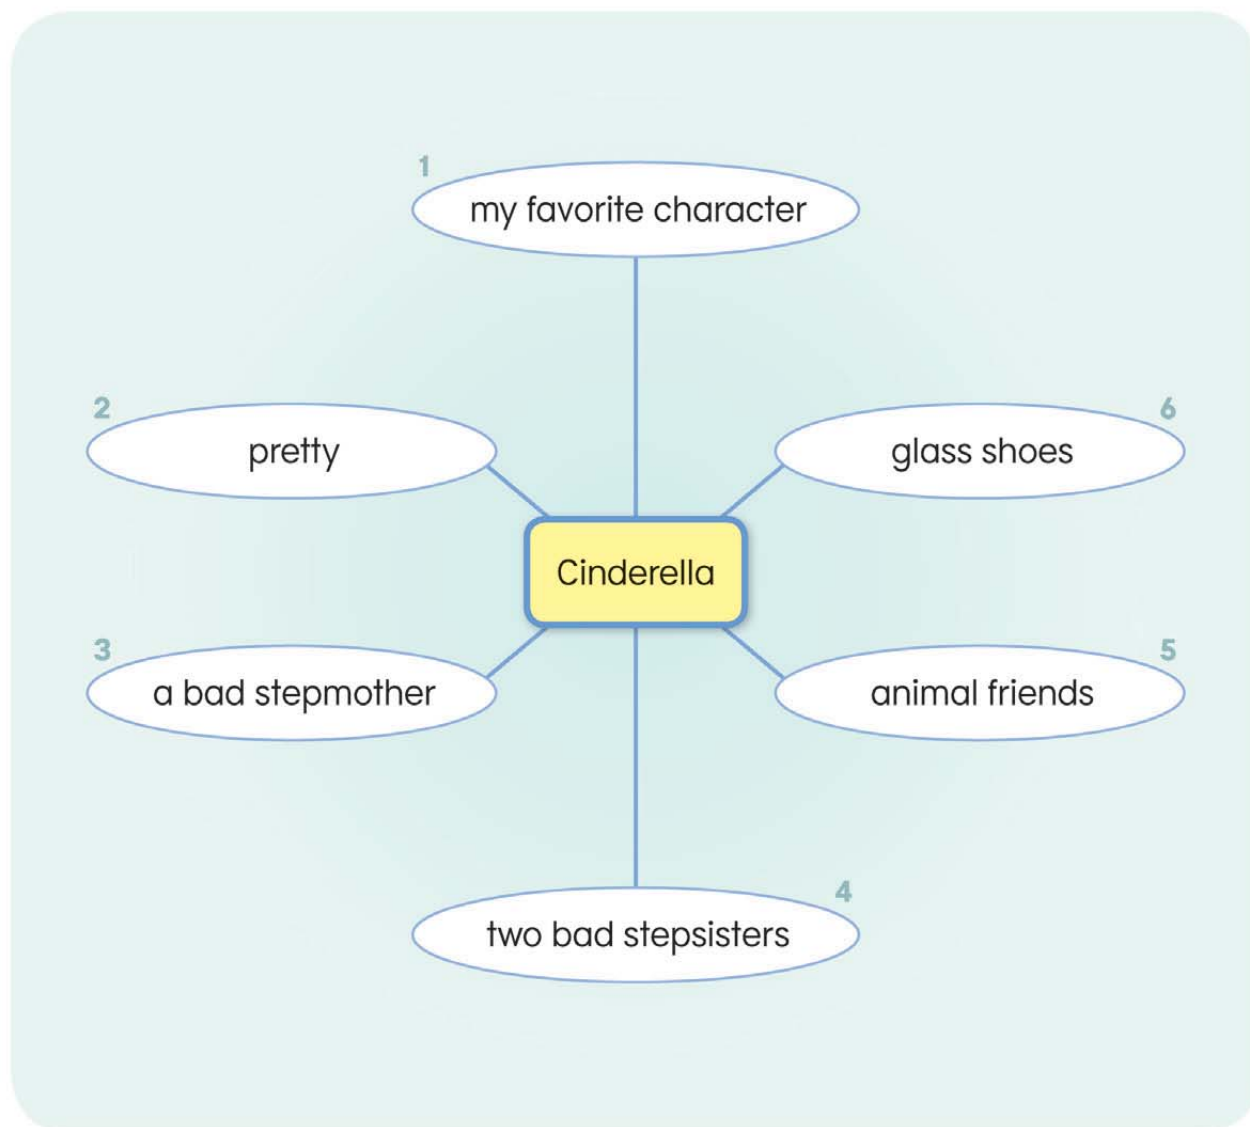 1
my favorite character
2
pretty
6
glass shoes
Cinderella
3
a bad stepmother
5
animal friends
4
two bad stepsisters